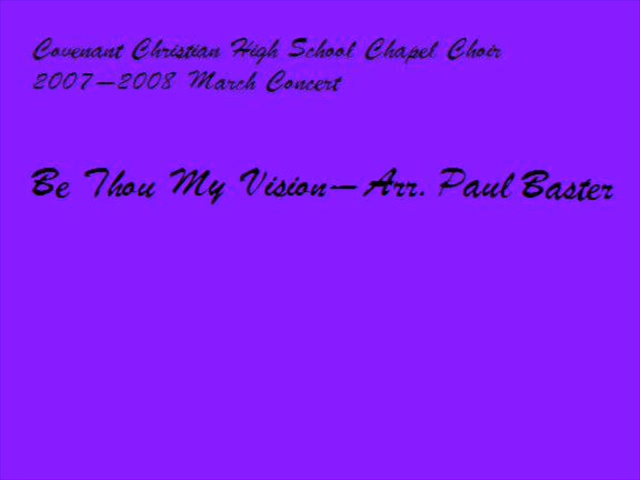 Covenant Christian High School Chapel Choir
2007—2008 March Concert
Be Thou My Vision—Arr. Paul Baster